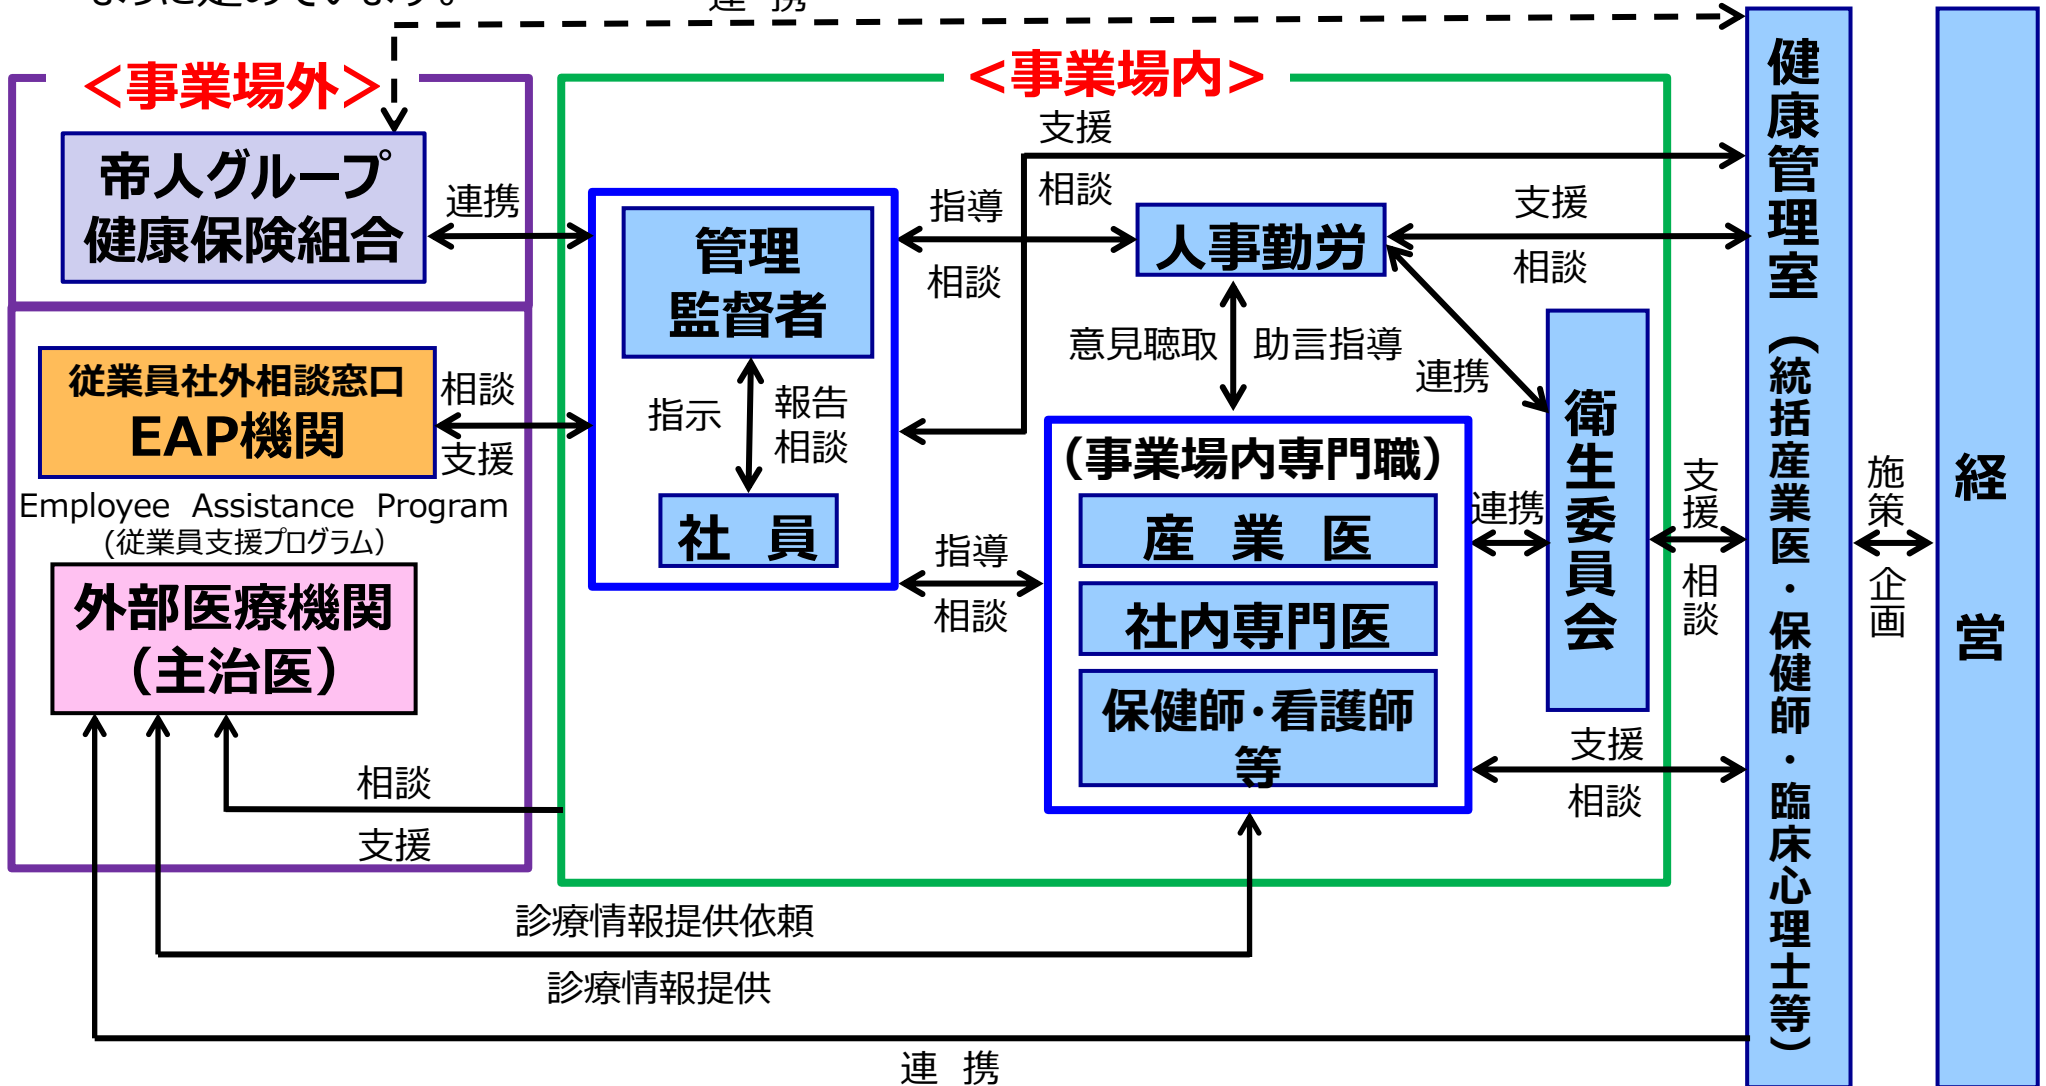 ように定めています。
連 携
＜事業場外＞
＜事業場内＞
帝人グループ
健康保険組合
連携
従業員社外相談窓口
EAP機関
相談
支援
Employee Assistance Program
(従業員支援プログラム)
外部医療機関
（主治医）
相談
支援
管理
監督者
指示
報告
相談
社 員
指導
相談
支援
相談
人事勤労
支援
相談
意見聴取
助言指導
連携
（事業場内専門職）
産 業 医
社内専門医
保健師・看護師
等
指導
相談
連携
衛生委員会
支援
相談
支援
相談
健康管理室（統括産業医・保健師・臨床心理士等）
施策
企画
経 営
診療情報提供依頼
診療情報提供
連 携